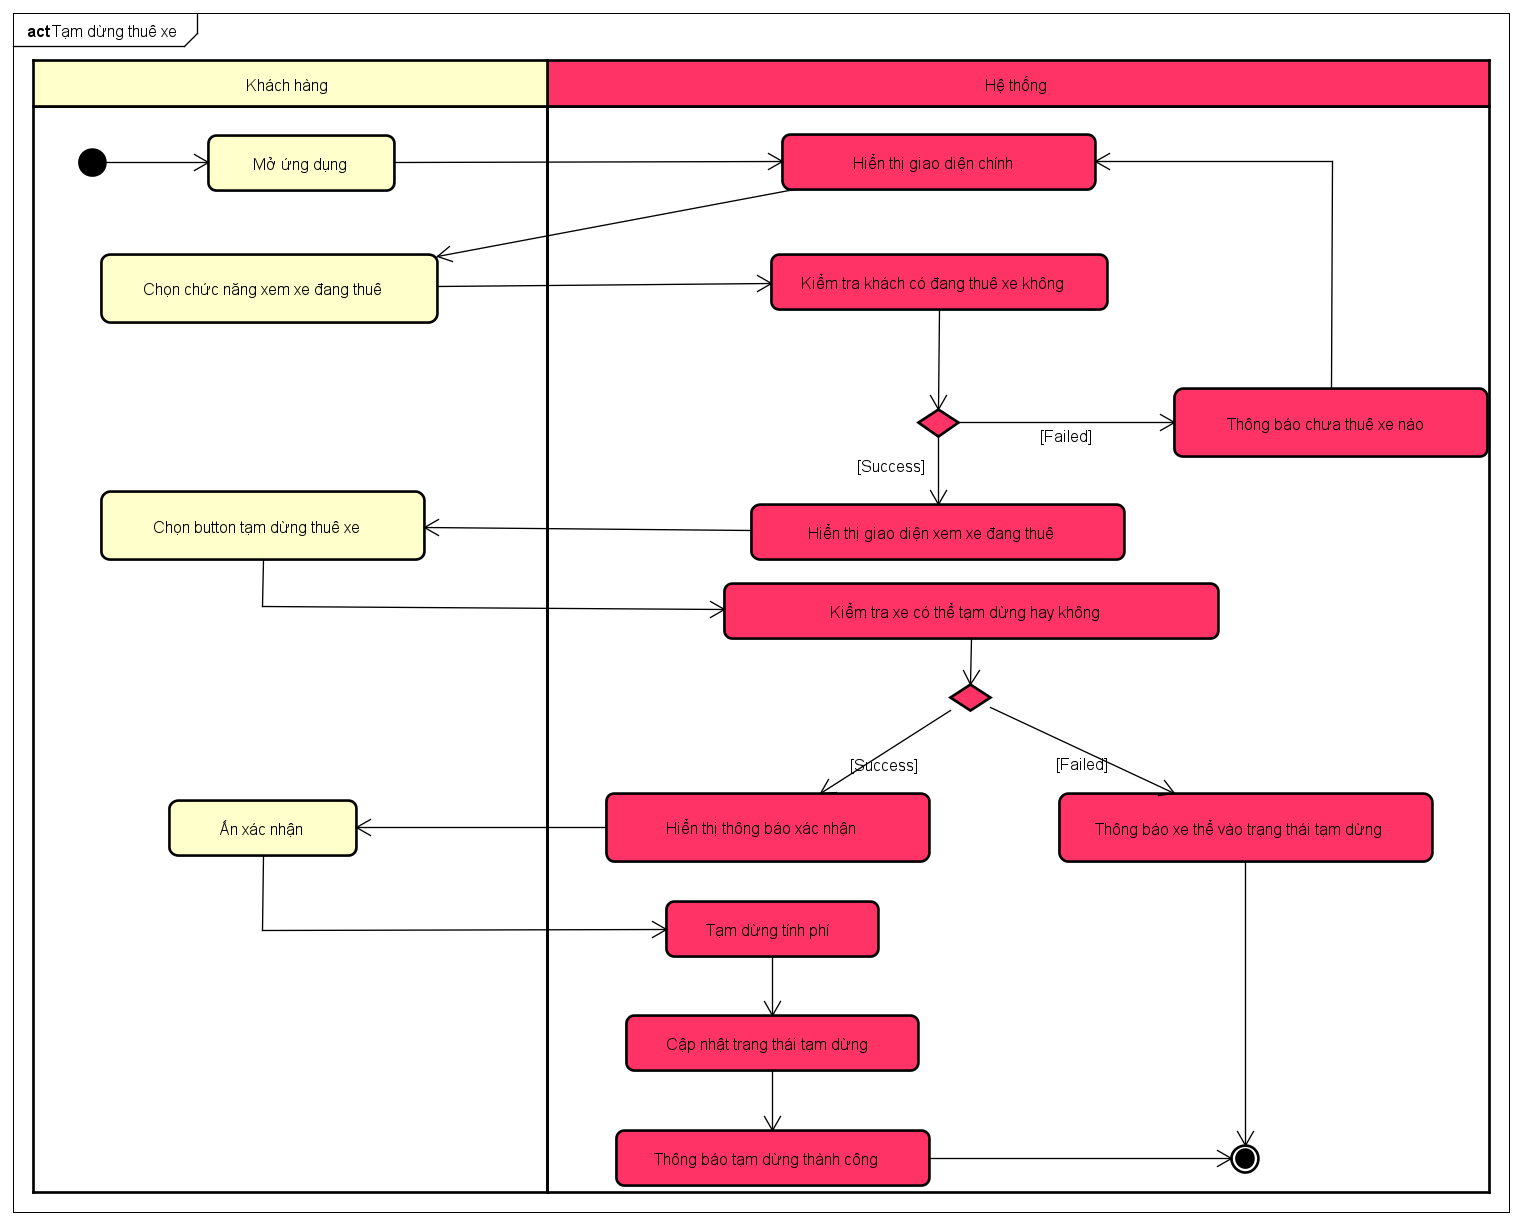 act Tạm dừng thuê xe
Khách hàng
Hệ thống
Mở ứng dụng
Hiển thị giao diện chính
Chọn chức năng xem xe đang thuê
Kiểm tra khách có đang thuê xe không
Thông báo chưa thuê xe nào
[Failed]
[Success]
Chọn button tạm dừng thuê xe
Hiển thị giao diện xem xe đang thuê
Kiểm tra xe có thể tạm dừng hay không
[Success]
[Failed]
Ấn xác nhận
Hiển thị thông báo xác nhận
Thông báo xe thể vào trạng thái tạm dừng
Tạm dừng tính phí
Cập nhật trạng thái tạm dừng
Thông báo tạm dừng thành công